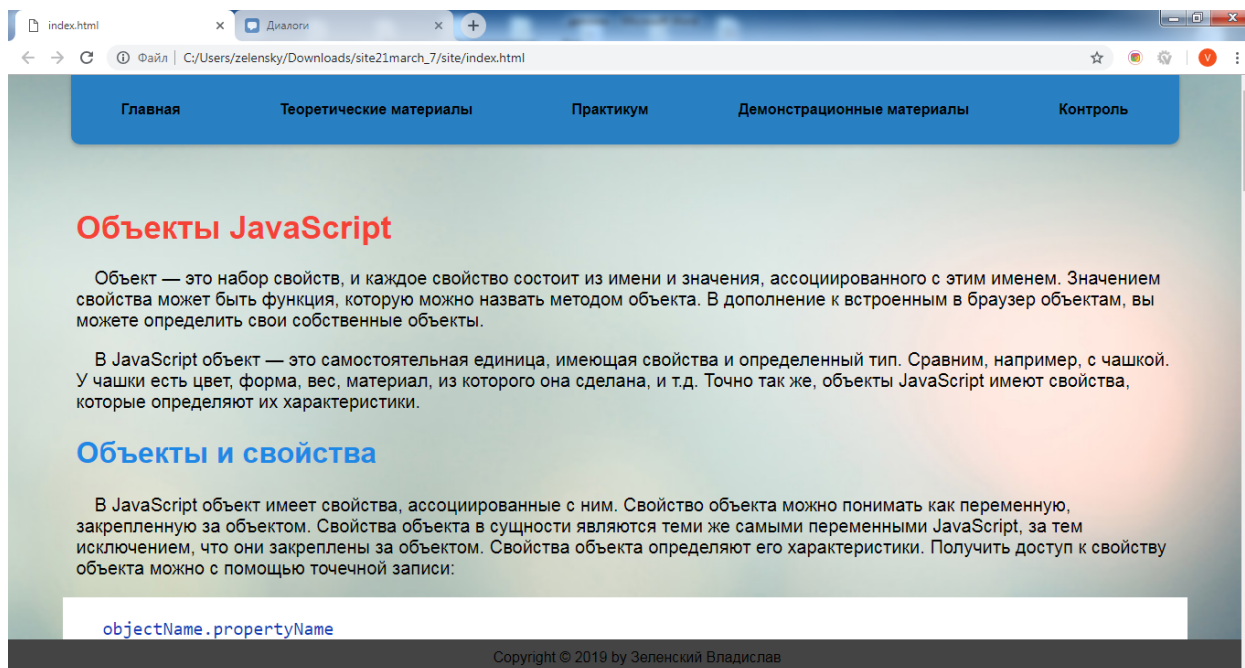 index.html
Диалоги
Файл
C:/Users/zelensky/Downloads/site21march_7/site/index.html
V
Главная
Теоретические материалы
Практикум
Демонстрационные материалы
Контроль
Объекты JavaScript
Объект — это набор свойств, и каждое свойство состоит из имени и значения, ассоциированного с этим именем. Значением
свойства может быть функция, которую можно назвать методом объекта. В дополнение к встроенным в браузер объектам, вы
можете определить свои собственные объекты.
В JavaScript объект — это самостоятельная единица, имеющая свойства и определенный тип. Сравним, например, с чашкой.
У чашки есть цвет, форма, вес, материал, из которого она сделана, и т.д. Точно так же, объекты JavaScript имеют свойства,
которые определяют их характеристики.
Объекты и свойства
В JavaScript объект имеет свойства, ассоциированные с ним. Свойство объекта можно понимать как переменную,
закрепленную за объектом. Свойства объекта в сущности являются теми же самыми переменными JavaScript, за тем
исключением, что они закреплены за объектом. Свойства объекта определяют его характеристики. Получить доступ к свойству
объекта можно с помощью точечной записи:
objectName.propertyName
Copyright © 2019 by Зеленский Владислав